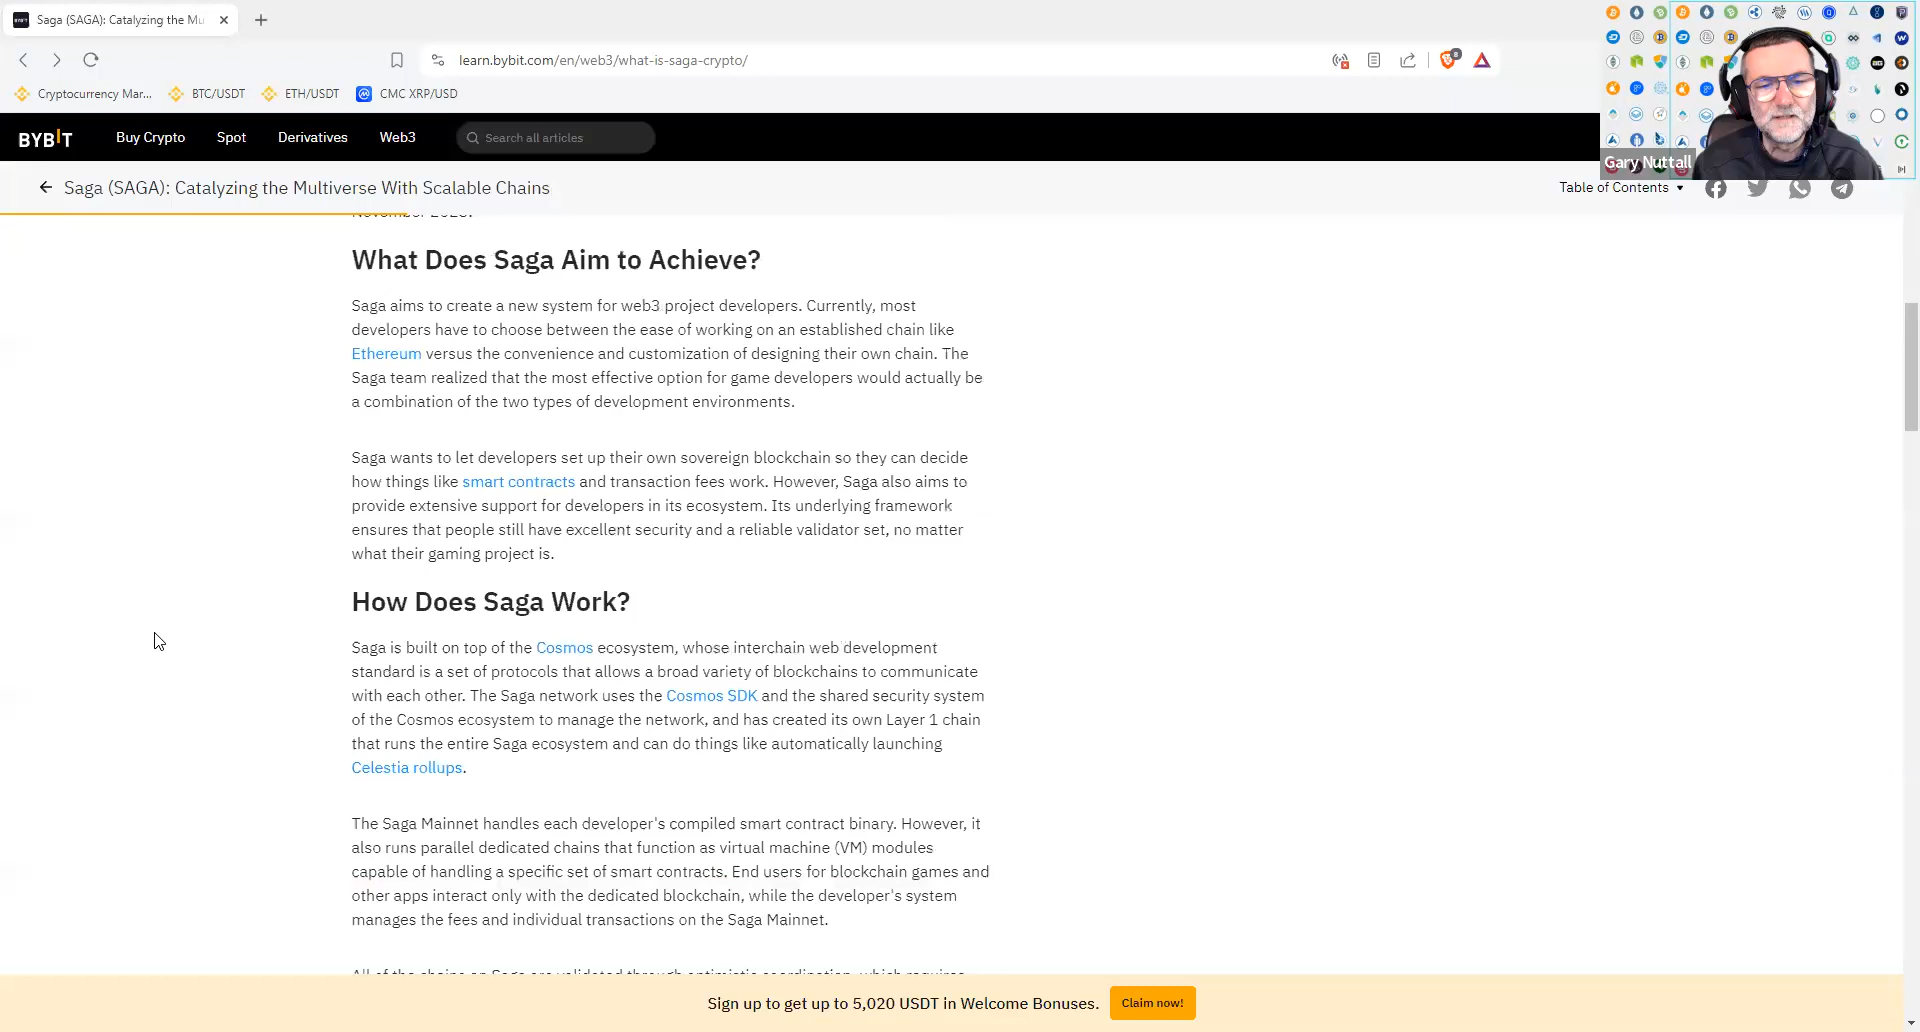 Saga (SAGA): Catalyzing the Mu
learn.bybit.com/en/web3/what-is-saga-crypto/
8
Cryptocurrency Mar... BTC/USDT ETH/USDT CMC XRP/USD
BYBIT Buy Crypto Spot Derivatives Web3 Search all articles
Gary Nuttall
Saga (SAGA): Catalyzing the Multiverse With Scalable Chains
Table of Contents
What Does Saga Aim to Achieve?
Saga aims to create a new system for web3 project developers. Currently, most
developers have to choose between the ease of working on an established chain like
Ethereum versus the convenience and customization of designing their own chain. The
Saga team realized that the most effective option for game developers would actually be
a combination of the two types of development environments.
Saga wants to let developers set up their own sovereign blockchain so they can decide
how things like smart contracts and transaction fees work. However, Saga also aims to
provide extensive support for developers in its ecosystem. Its underlying framework
ensures that people still have excellent security and a reliable validator set, no matter
what their gaming project is.
How Does Saga Work?
Saga is built on top of the Cosmos ecosystem, whose interchain web development
standard is a set of protocols that allows a broad variety of blockchains to communicate
with each other. The Saga network uses the Cosmos SDK and the shared security system
of the Cosmos ecosystem to manage the network, and has created its own Layer 1 chain
that runs the entire Saga ecosystem and can do things like automatically launching
Celestia rollups.
The Saga Mainnet handles each developer's compiled smart contract binary. However, it
also runs parallel dedicated chains that function as virtual machine (VM) modules
capable of handling a specific set of smart contracts. End users for blockchain games and
other apps interact only with the dedicated blockchain, while the developer's system
manages the fees and individual transactions on the Saga Mainnet.
Sign up to get up to 5,020 USDT in Welcome Bonuses. Claim now!